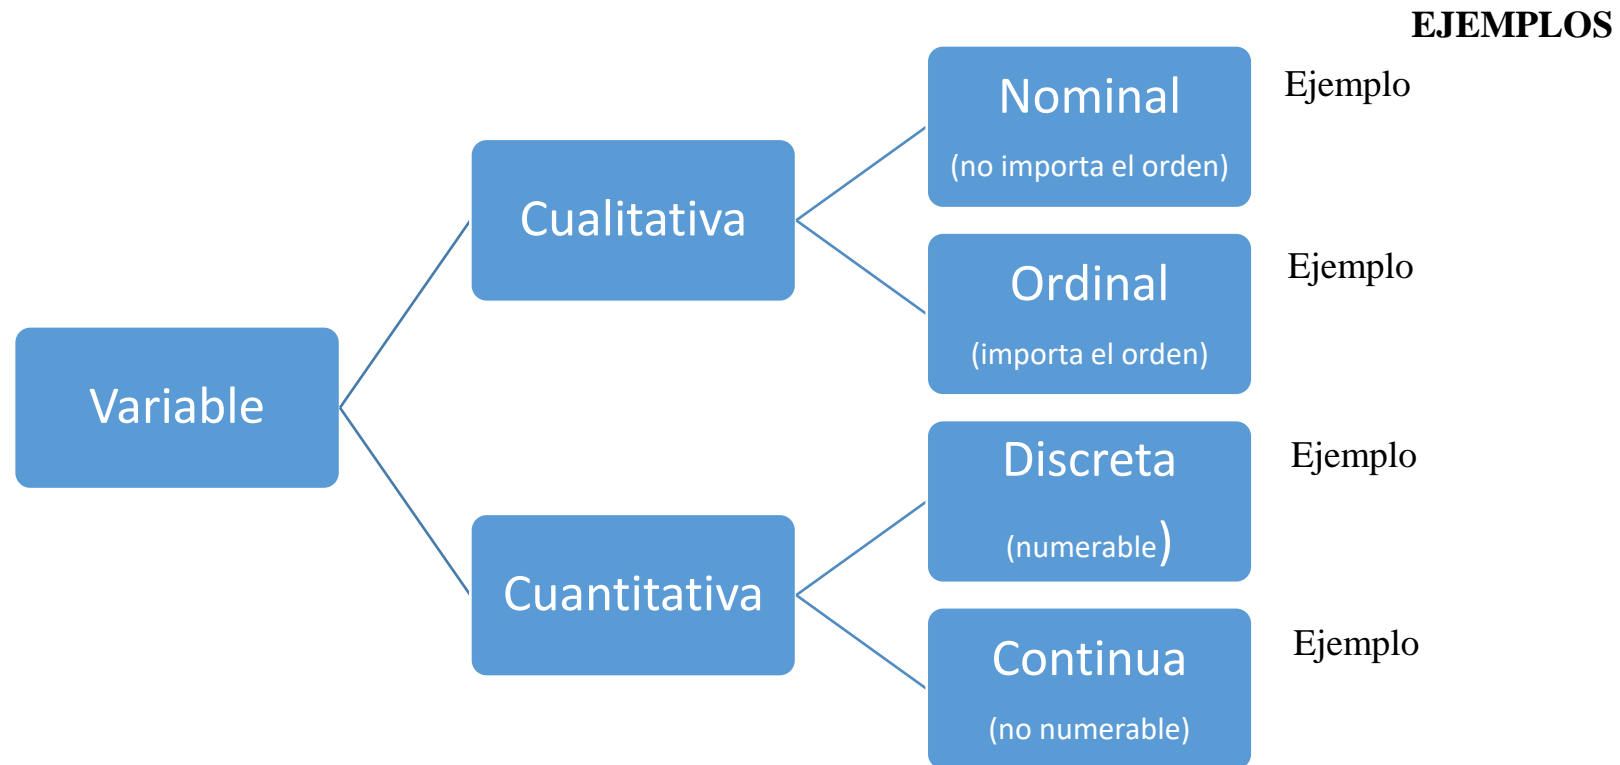 EJEMPLOS
Nominal
(no importa el orden)
Ejemplo
Cualitativa
Ordinal
(importa el orden)
Ejemplo
Variable
Discreta
(numerable)
Ejemplo
Cuantitativa
Continua
(no numerable)
Ejemplo